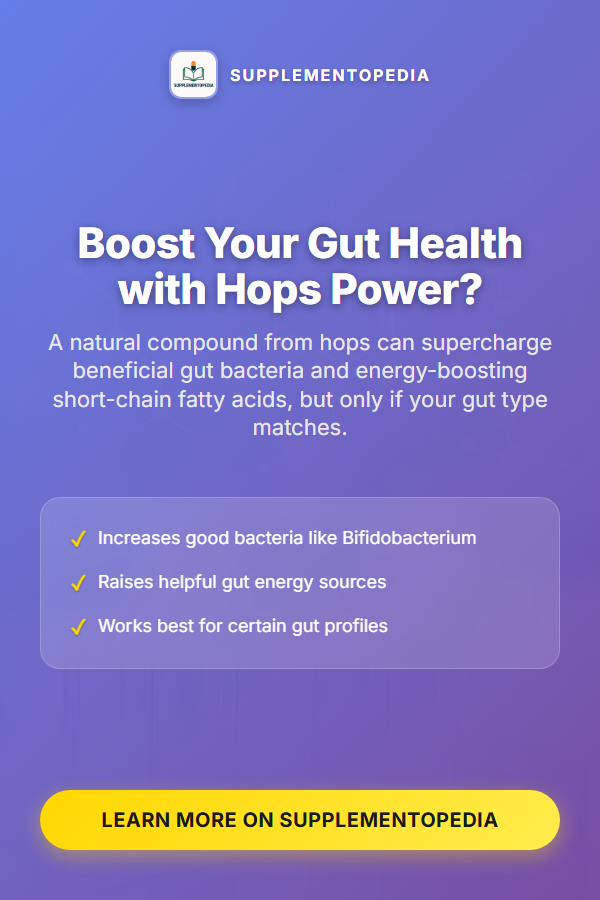 SUPPLEMENTOPEDIA
SUPPLEMENTOPEDIA
Boost Your Gut Health
with Hops Power?
A natural compound from hops can supercharge
beneficial gut bacteria and energy-boosting
short-chain fatty acids, but only if your gut type
matches.
✓ Increases good bacteria like Bifidobacterium
✓ Raises helpful gut energy sources
✓ Works best for certain gut profiles
LEARN MORE ON SUPPLEMENTOPEDIA